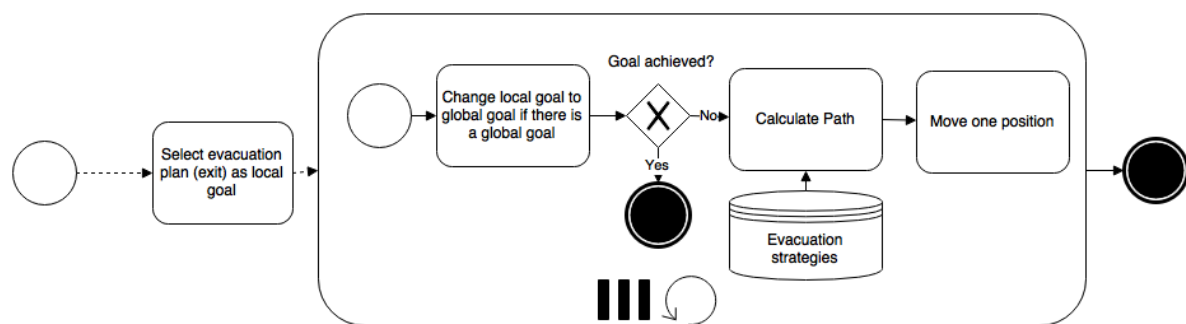 Goal achieved?
Select evacuation
plan (exit) as local
goal
Change local goal to
global goal if there is
a global goal
No
Yes
Calculate Path
Move one position
Evacuation
strategies